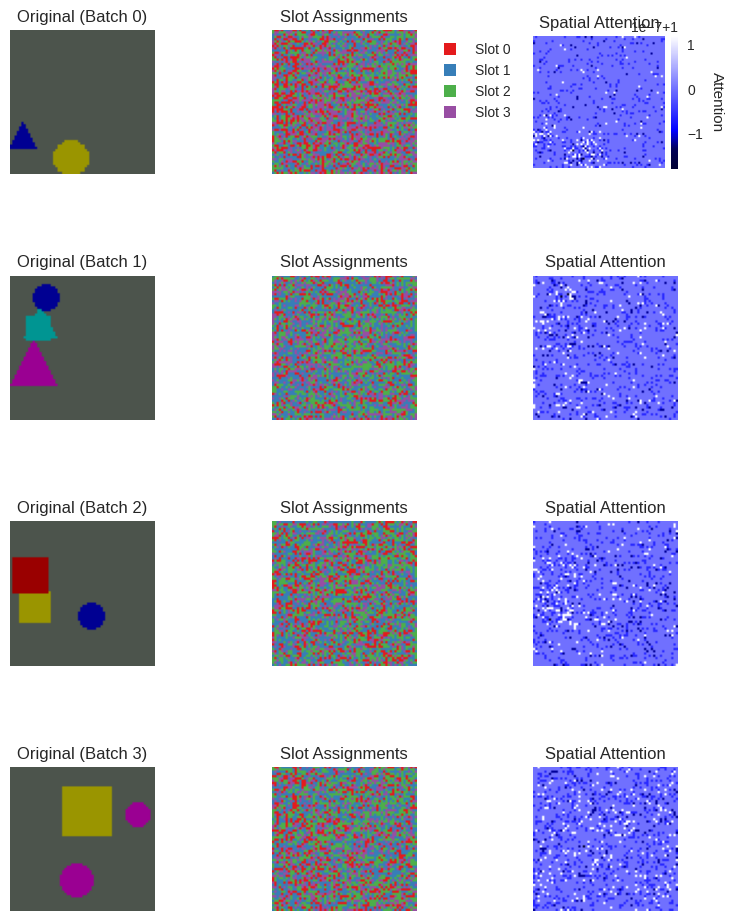 Original (Batch 0)
Slot Assignments
Spatial Attention
1e−7+1
Slot 0
Slot 1
Slot 2
Slot 3
1
0
−1
Attention
Original (Batch 1)
Slot Assignments
Spatial Attention
Original (Batch 2)
Slot Assignments
Spatial Attention
Original (Batch 3)
Slot Assignments
Spatial Attention